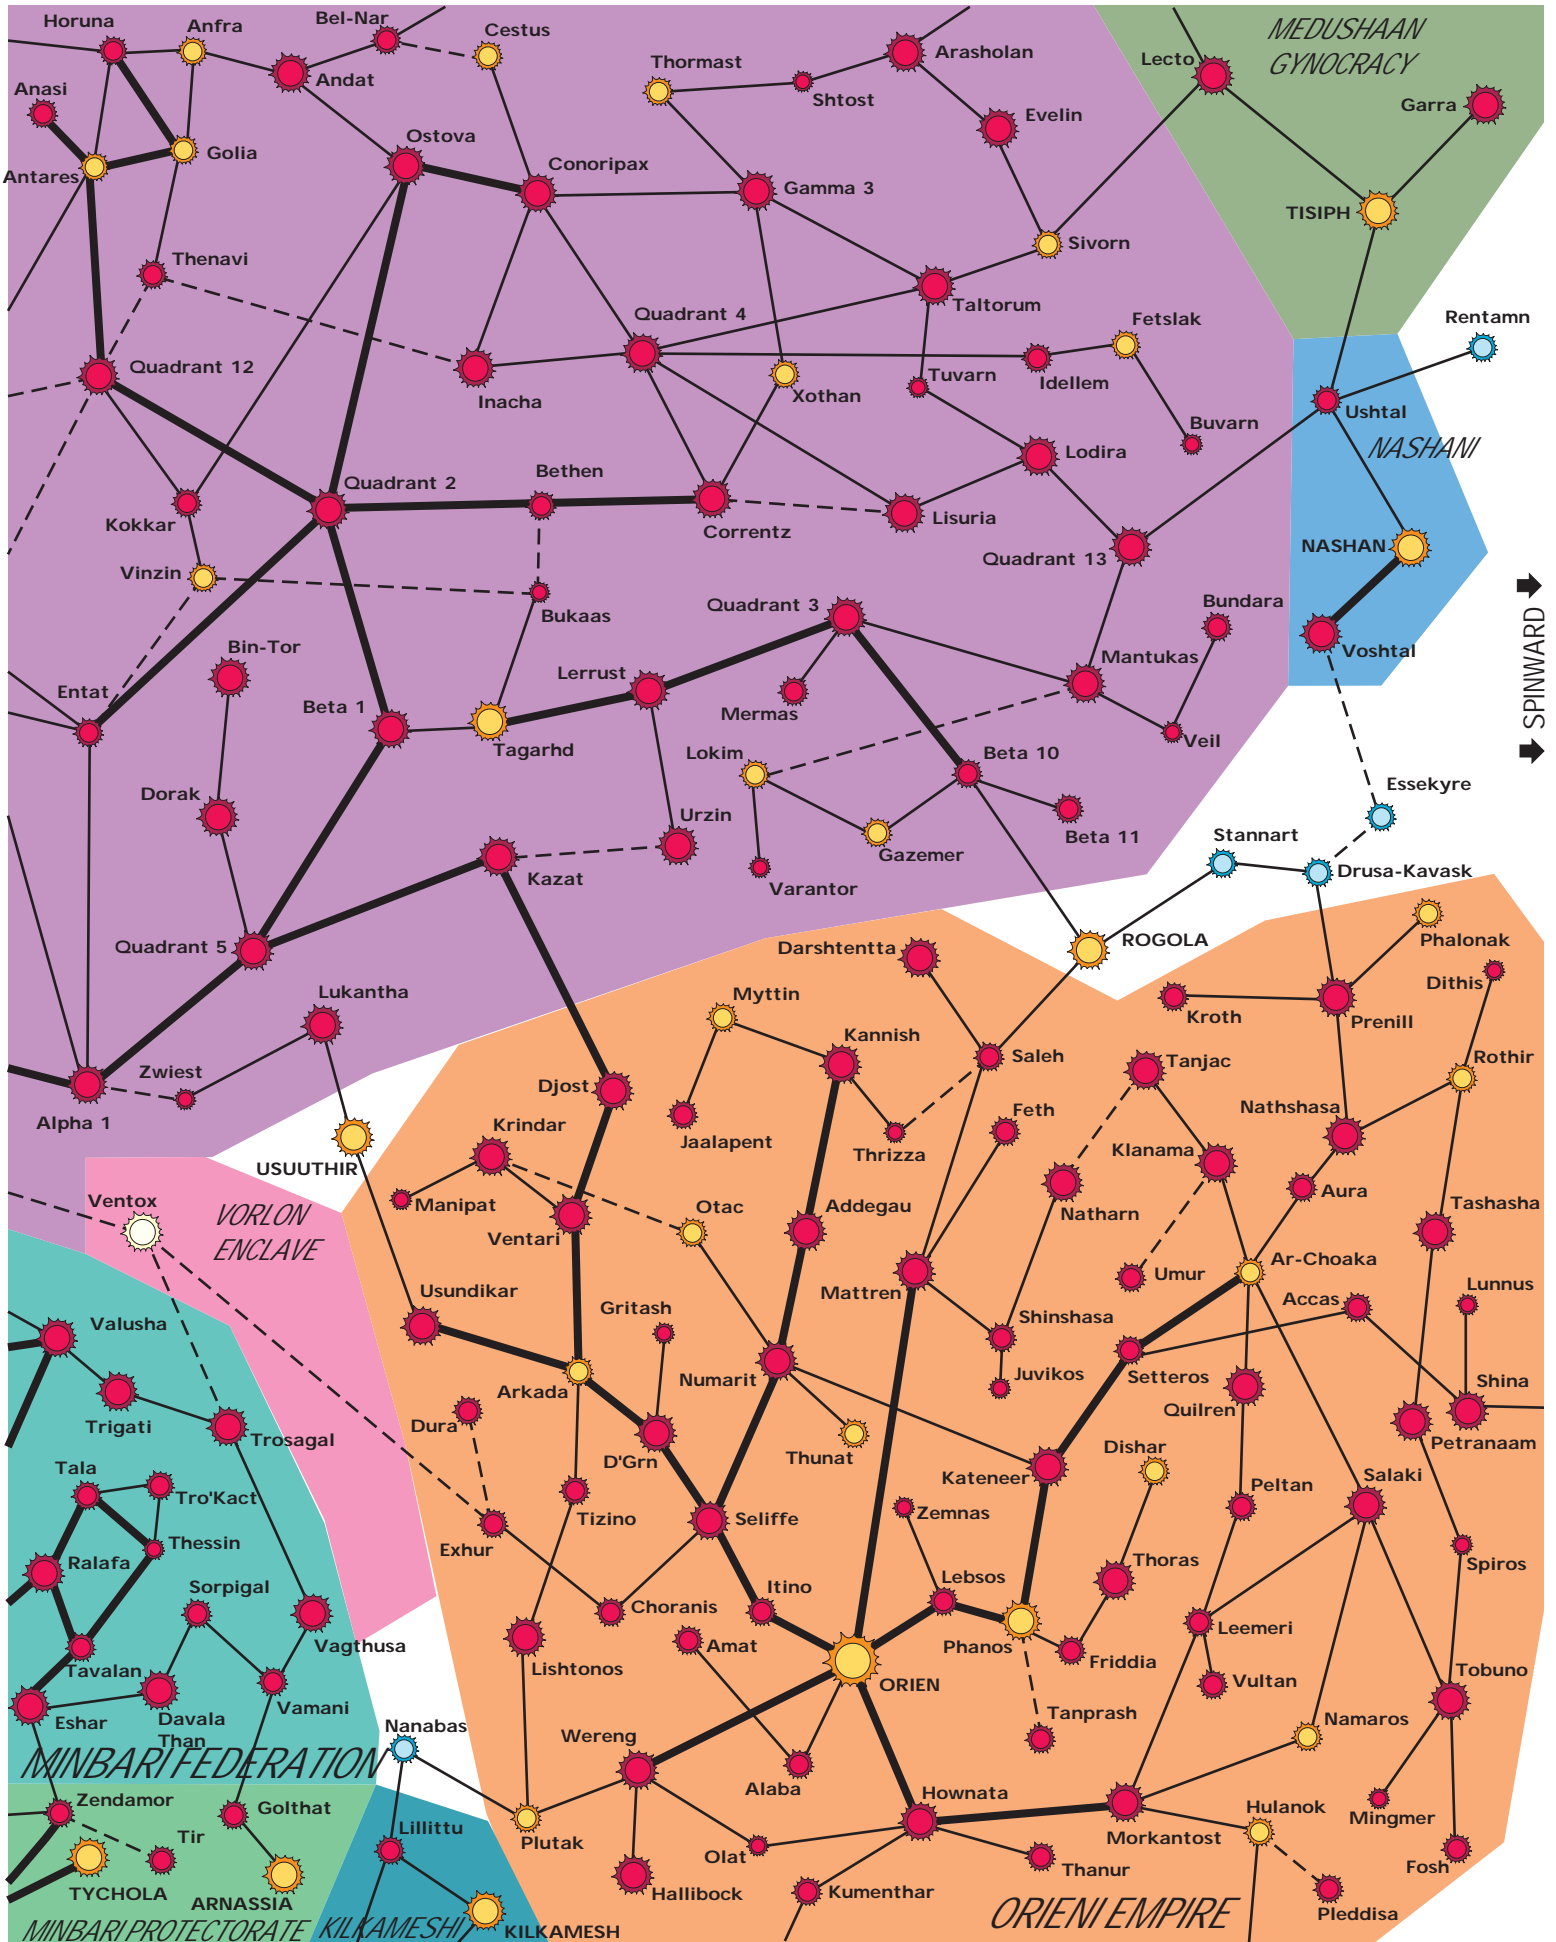 Horuna
Anfra
Bel-Nar
Cestus
Andat
Thormast
Shtost
Arasholan
Lecto
MEDUSHAAN
GYNOCRACY
Garra
Anasi
Golia
Antares
Ostova
Conoripax
Gamma 3
Evelin
TISIPH
Sivorn
Thenavi
Taltorum
Quadrant 4
Fetslak
Rentamn
Quadrant 12
Inacha
Xothan
Tuvarn
Idellem
Buvarn
Ushtal
NASHANI
Lodira
Bethen
Quadrant 2
Kokkar
Correntz
Lisuria
Quadrant 13
NASHAN
Vinzin
Bukaas
Quadrant 3
Bundara
SPINWARD
Voshtal
Bin-Tor
Entat
Beta 1
Lerrust
Mermas
Mantukas
Tagarhd
Lokim
Beta 10
Veil
Dorak
Urzin
Essekyre
Kazat
Varantor
Gazemer
Beta 11
Stannart
Drusa-Kavask
Quadrant 5
Darshtentta
ROGOLA
Phalonak
Dithis
Lukantha
Myttin
Kannish
Saleh
Kroth
Prenill
Zwiest
Alpha 1
Djost
Tanjac
Rothir
Krindar
Jaalapent
Thrizza
Feth
Nathshasa
USUUTHIR
Klanama
Manipat
Natharn
Aura
Ventox
VORLON
ENCLAVE
Otac
Addegau
Ventari
Tashasha
Usundikar
Gritash
Mattren
Umur
Ar-Choaka
Lunnus
Accas
Valusha
Shinshasa
Arkada
Numarit
Juvikos
Setteros
Shina
Trigati
Trosagal
Dura
D'Grn
Thunat
Quilren
Petranaam
Dishar
Kateneer
Salaki
Tala
Tro'Kact
Tizino
Seliffe
Zemnas
Peltan
Thessin
Exhur
Thoras
Spiros
Ralafa
Sorpigal
Itino
Lebsos
Choranis
Vagthusa
Amat
Phanos
Friddia
Leemeri
Tavalan
Lishtonos
ORIEN
Vultan
Tobuno
Eshar
Davala
Than
Vamani
Nanabas
Wereng
Tanprash
Namaros
MINBARI FEDERATION
Alaba
Hownata
Zendamor
Golthat
Lillittu
Plutak
Morkantost
Hulanok
Mingmer
Tir
Olat
Thanur
Fosh
TYCHOLA
ARNASSIA
Hallibock
Kumenthar
Pleddisa
MINBARI PROTECTORATE
KILKAMESHI
KILKAMESH
ORIENI EMPIRE